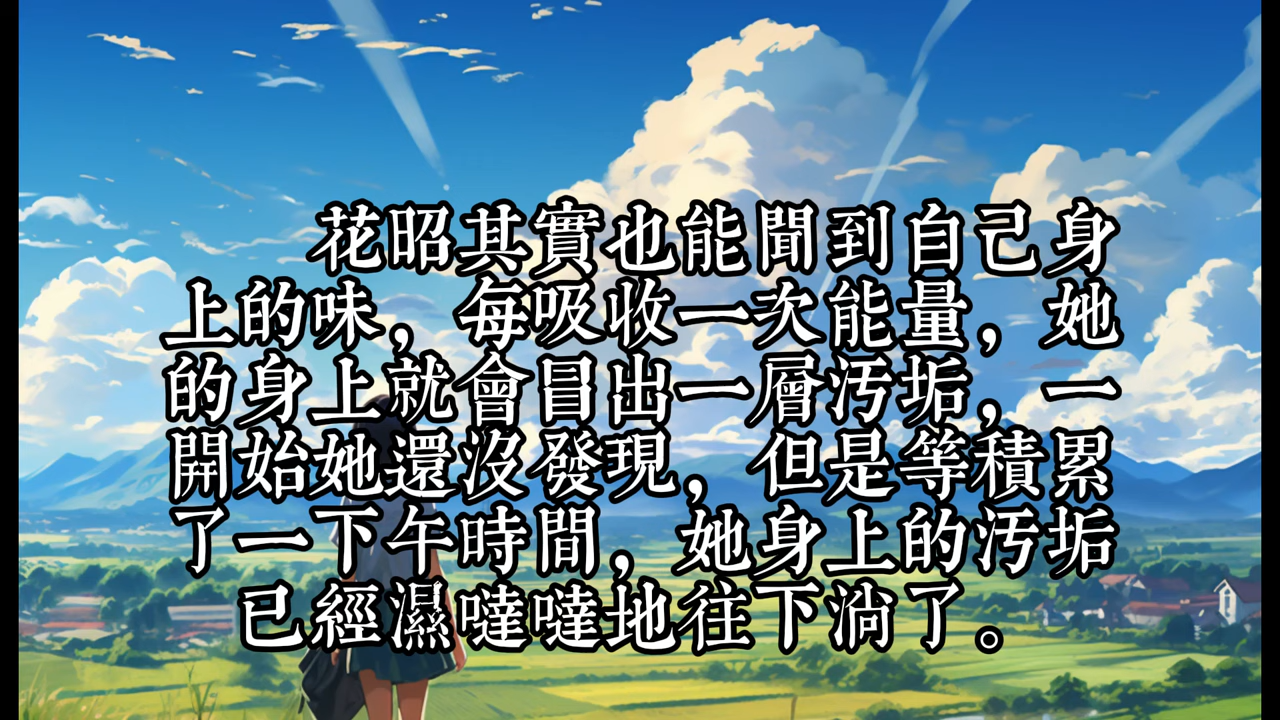 花昭其實也能聞到自己身
上的味，每吸收一次能量，她
的身上就會冒出一層汚垢，一
開始她還沒發現，但是等積累
了一下午時間，她身上的汚垢
已經濕噠噠地往下淌了。